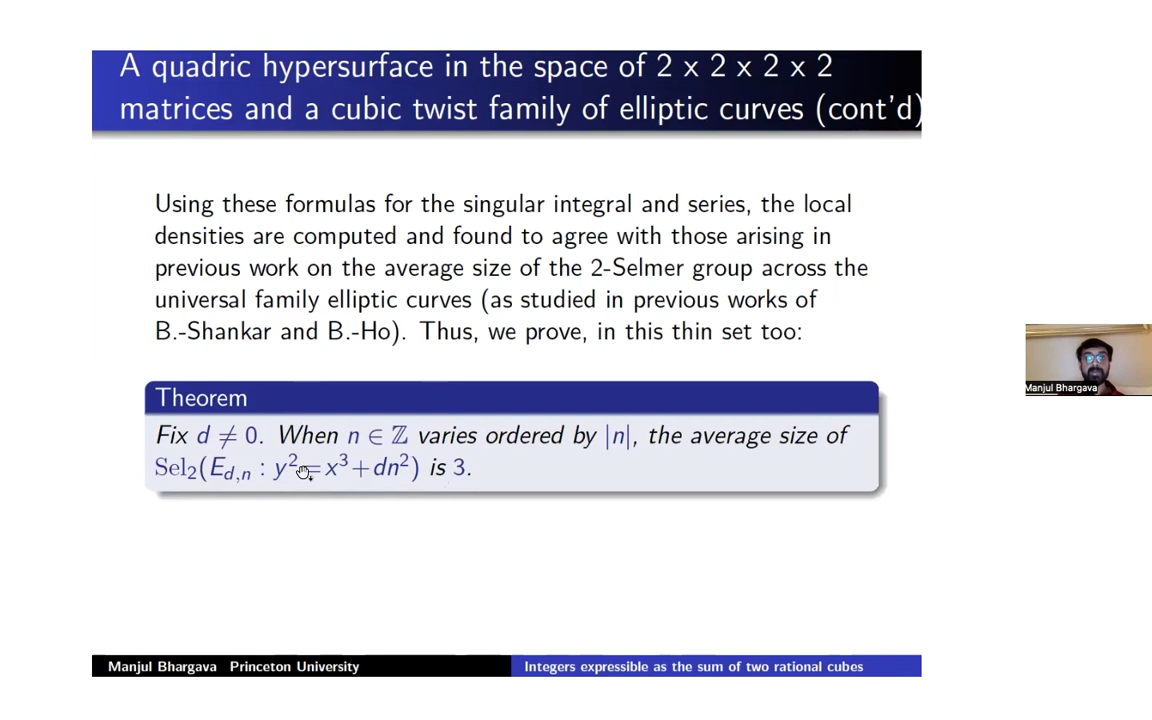 A quadric hypersurface in the space of 2 x 2 x 2 x 2
matrices and a cubic twist family of elliptic curves (cont'd)
Using these formulas for the singular integral and series, the local
densities are computed and found to agree with those arising in
previous work on the average size of the 2-Selmer group across the
universal family elliptic curves (as studied in previous works of
B.-Shankar and B.-Ho). Thus, we prove, in this thin set too:
Theorem
Fix d ≠ 0. When n ∈ ℤ varies ordered by |n|, the average size of
Sel₂(E_{d,n} : y² = x³ + dn²) is 3.
Manjul Bhargava
Manjul Bhargava Princeton University
Integers expressible as the sum of two rational cubes